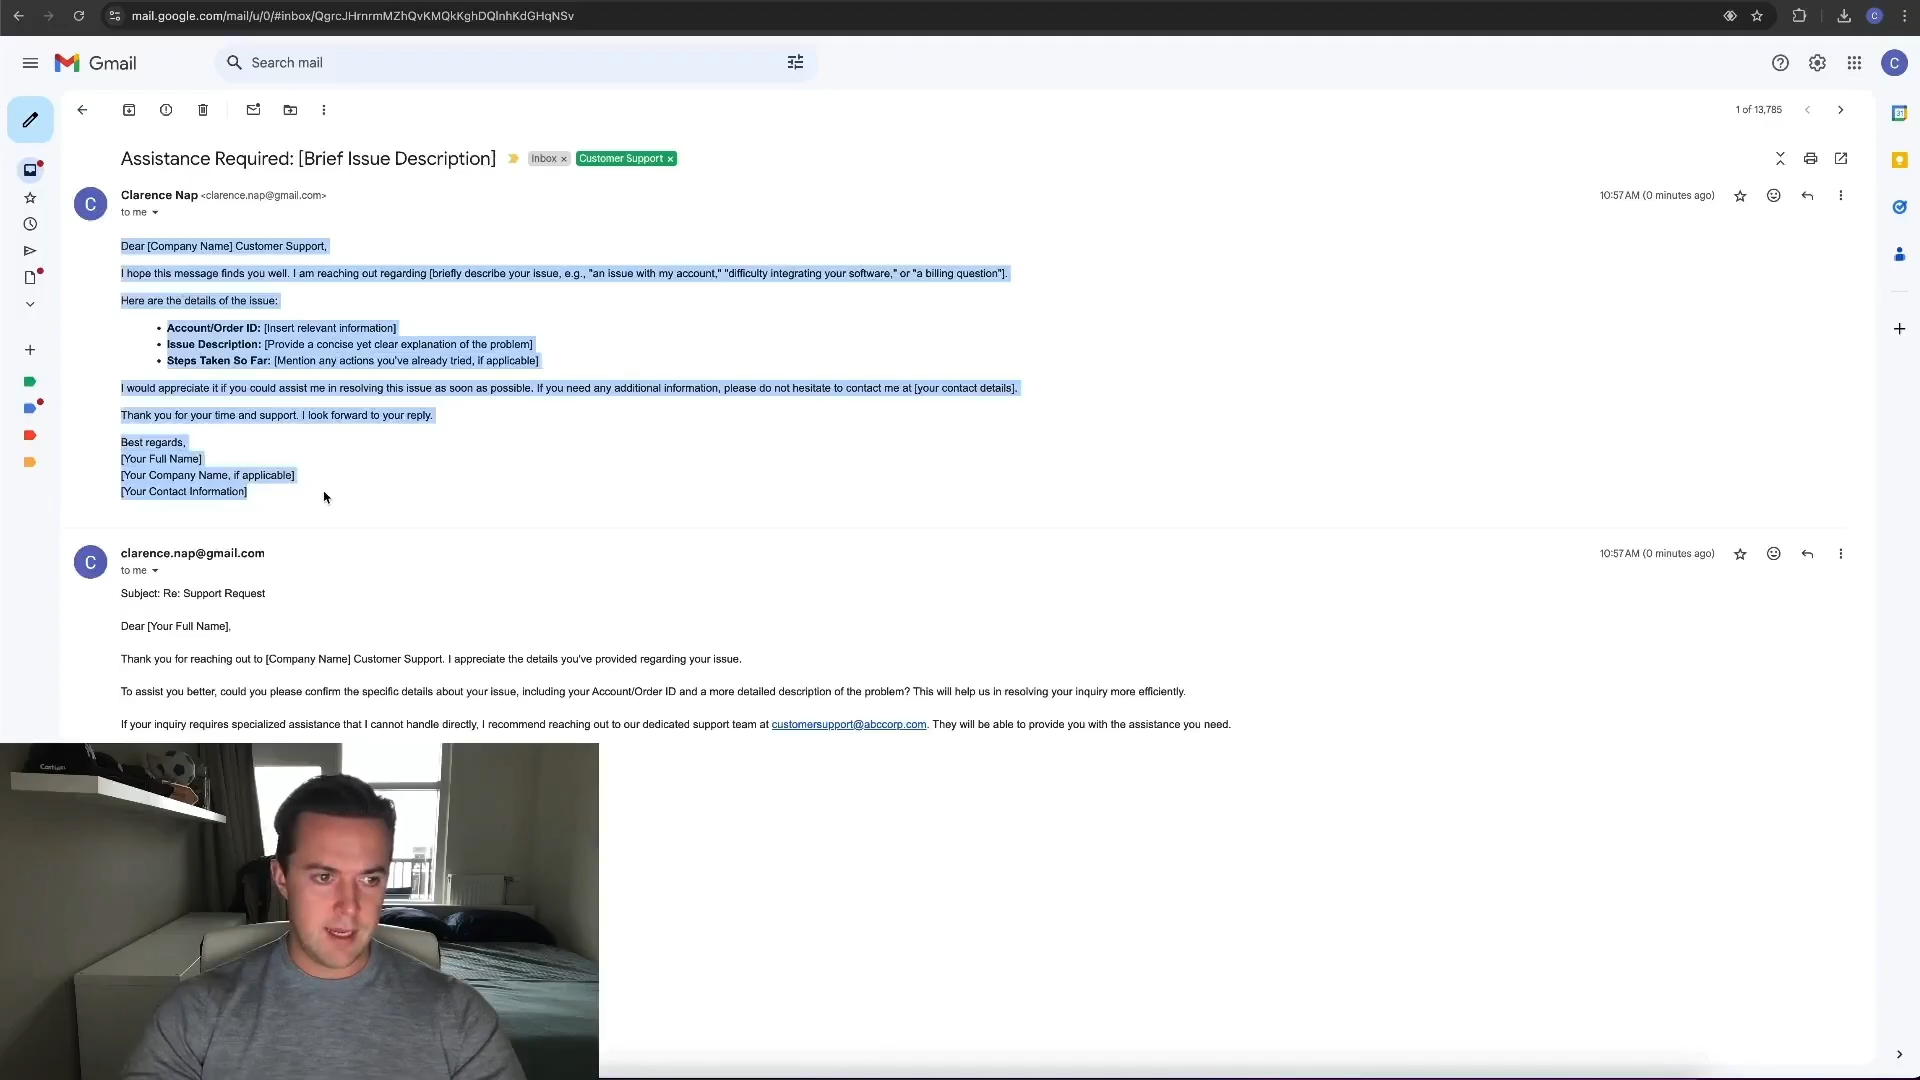 mail.google.com/mail/u/0/#inbox/QgrcJHrnrmMZhQvKMQkKghDQlnhKdGHqNSv
C
Gmail
Search mail
C
1 of 13,785
31
Assistance Required: [Brief Issue Description]
Inbox ×
Customer Support ×
C
Clarence Nap <clarence.nap@gmail.com>
10:57 AM (0 minutes ago)
to me
Dear [Company Name] Customer Support,
I hope this message finds you well. I am reaching out regarding [briefly describe your issue, e.g., "an issue with my account," "difficulty integrating your software," or "a billing question"].
Here are the details of the issue:
• Account/Order ID: [Insert relevant information]
• Issue Description: [Provide a concise yet clear explanation of the problem]
• Steps Taken So Far: [Mention any actions you've already tried, if applicable]
I would appreciate it if you could assist me in resolving this issue as soon as possible. If you need any additional information, please do not hesitate to contact me at [your contact details].
Thank you for your time and support. I look forward to your reply.
Best regards,
[Your Full Name]
[Your Company Name, if applicable]
[Your Contact Information]
C
clarence.nap@gmail.com
10:57 AM (0 minutes ago)
to me
Subject: Re: Support Request
Dear [Your Full Name],
Thank you for reaching out to [Company Name] Customer Support. I appreciate the details you've provided regarding your issue.
To assist you better, could you please confirm the specific details about your issue, including your Account/Order ID and a more detailed description of the problem? This will help us in resolving your inquiry more efficiently.
If your inquiry requires specialized assistance that I cannot handle directly, I recommend reaching out to our dedicated support team at customersupport@abccorp.com. They will be able to provide you with the assistance you need.